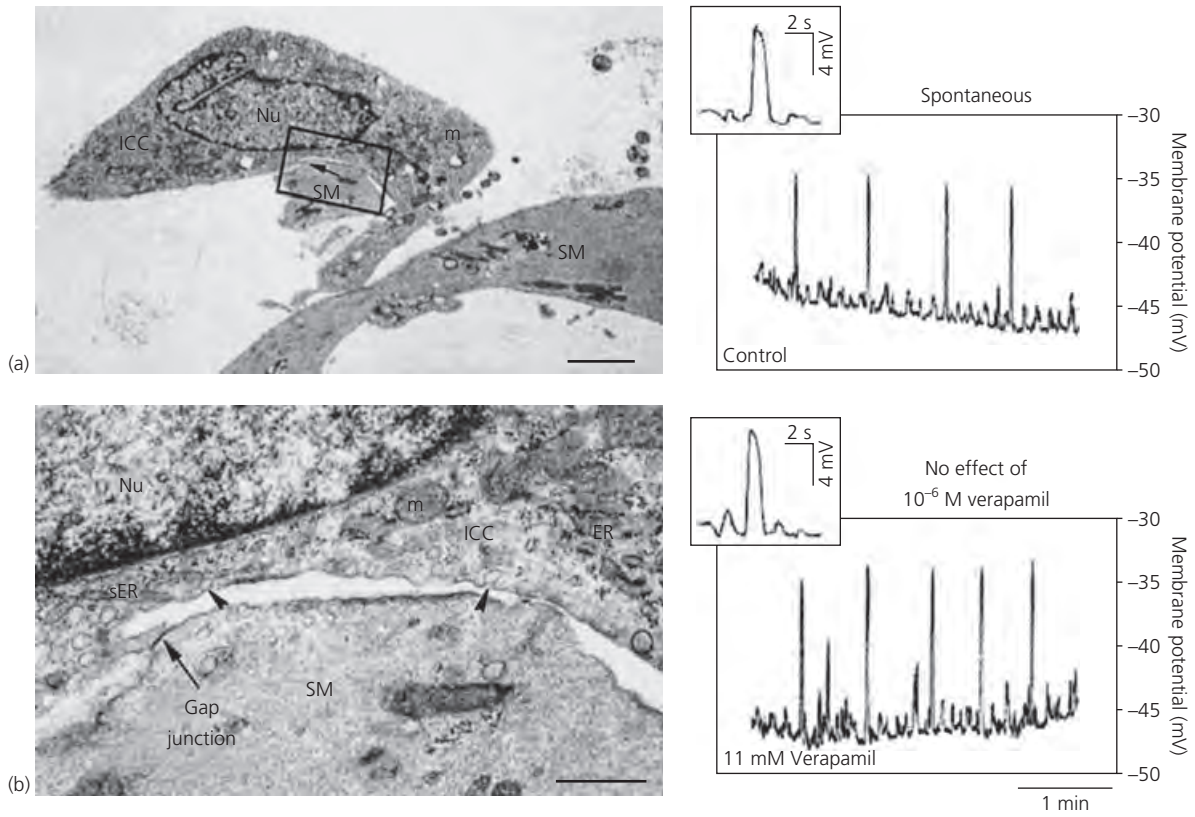 (a)
ICC
Nu
m
SM
SM
2 s
4 mV
Spontaneous
Control
−30
−35
−40
−45
−50
Membrane potential (mV)
(b)
Nu
m
ICC
ER
sER
SM
Gap
junction
2 s
4 mV
No effect of
10⁻⁶ M verapamil
11 mM Verapamil
−30
−35
−40
−45
−50
Membrane potential (mV)
1 min